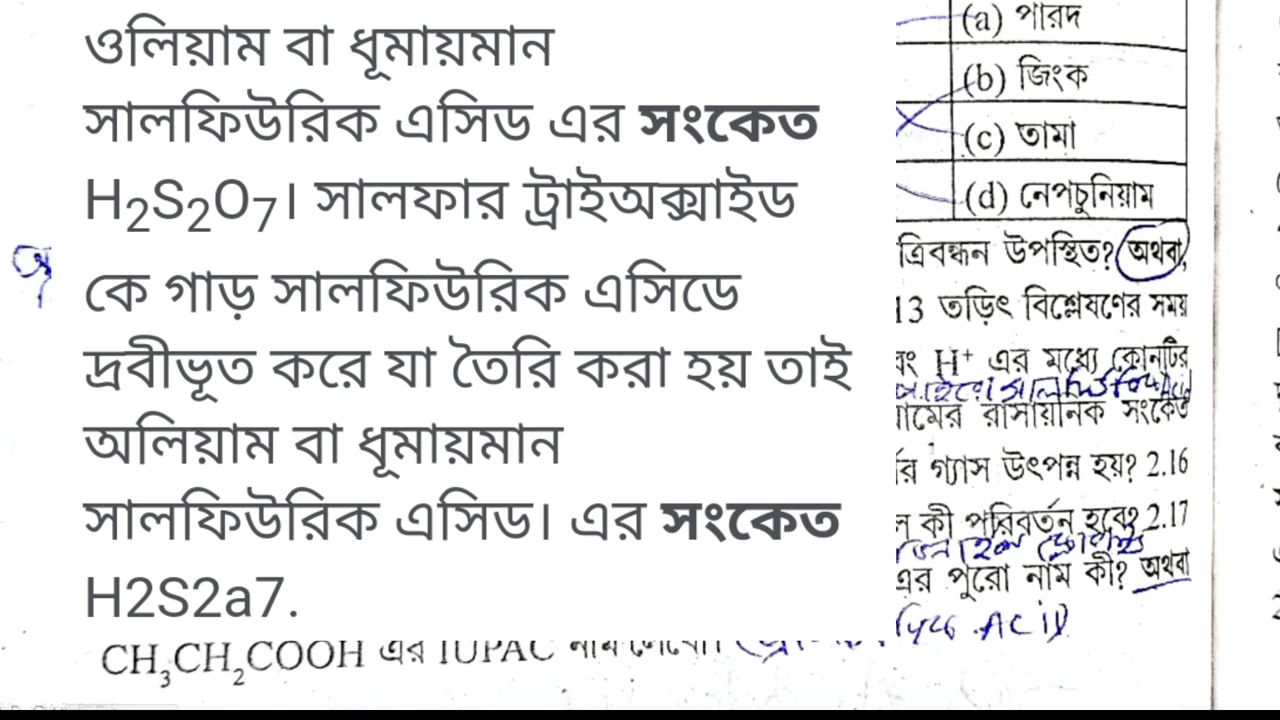 ওলিয়াম বা ধূমায়মান
সালফিউরিক এসিড এর সংকেত
H₂S₂O₇। সালফার ট্রাইঅক্সাইড
কে গাড় সালফিউরিক এসিডে
দ্রবীভূত করে যা তৈরি করা হয় তাই
অলিয়াম বা ধূমায়মান
সালফিউরিক এসিড। এর সংকেত
H2S2a7.
(a) পারদ
(b) জিংক
(c) তামা
(d) নেপচুনিয়াম
ত্রিবন্ধন উপস্থিত? অথবা,
13 তড়িৎ বিশ্লেষণের সময়
H⁺ এর মধ্যে কোনটির
রাসায়নিক সংকেত
গ্যাস উৎপন্ন হয়? 2.16
কী পরিবর্তন হবে? 2.17
এর পুরো নাম কী? অথবা
Acid
CH₃CH₂COOH এর IUPAC নাম লেখো।